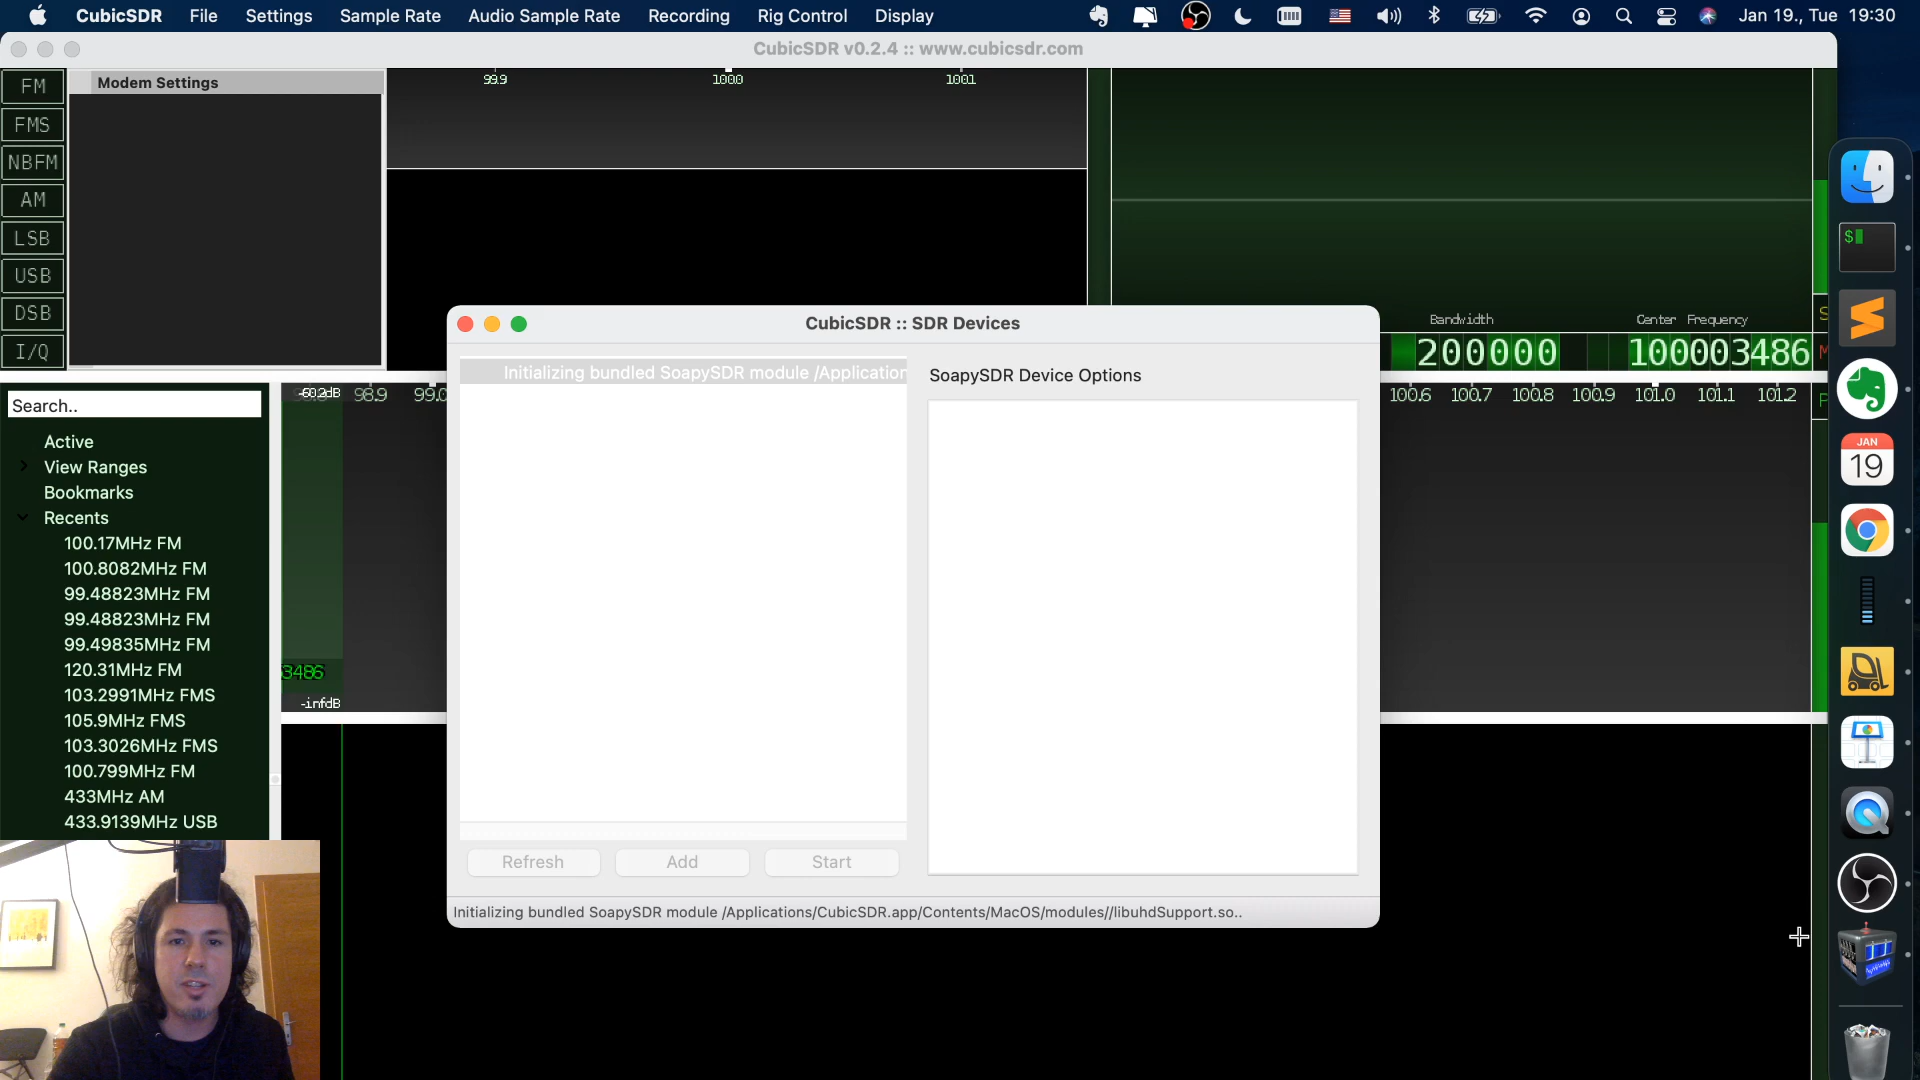 CubicSDR File Settings Sample Rate Audio Sample Rate Recording Rig Control Display Jan 19., Tue 19:30
CubicSDR v0.2.4 :: www.cubicsdr.com
FM
FMS
NBFM
AM
LSB
USB
DSB
I/Q
Modem Settings
99.9 100.0 100.1
Bandwidth Center Frequency
200000 100003486
CubicSDR :: SDR Devices
Initializing bundled SoapySDR module /Application
SoapySDR Device Options
Refresh Add Start
Initializing bundled SoapySDR module /Applications/CubicSDR.app/Contents/MacOS/modules//libuhdSupport.so..
98.9 99.0
100.6 100.7 100.8 100.9 101.0 101.1 101.2
3486
-infdB
Search..
Active
View Ranges
Bookmarks
Recents
100.17MHz FM
100.8082MHz FM
99.48823MHz FM
99.48823MHz FM
99.49835MHz FM
120.31MHz FM
103.2991MHz FMS
105.9MHz FMS
103.3026MHz FMS
100.799MHz FM
433MHz AM
433.9139MHz USB
$
JAN
19